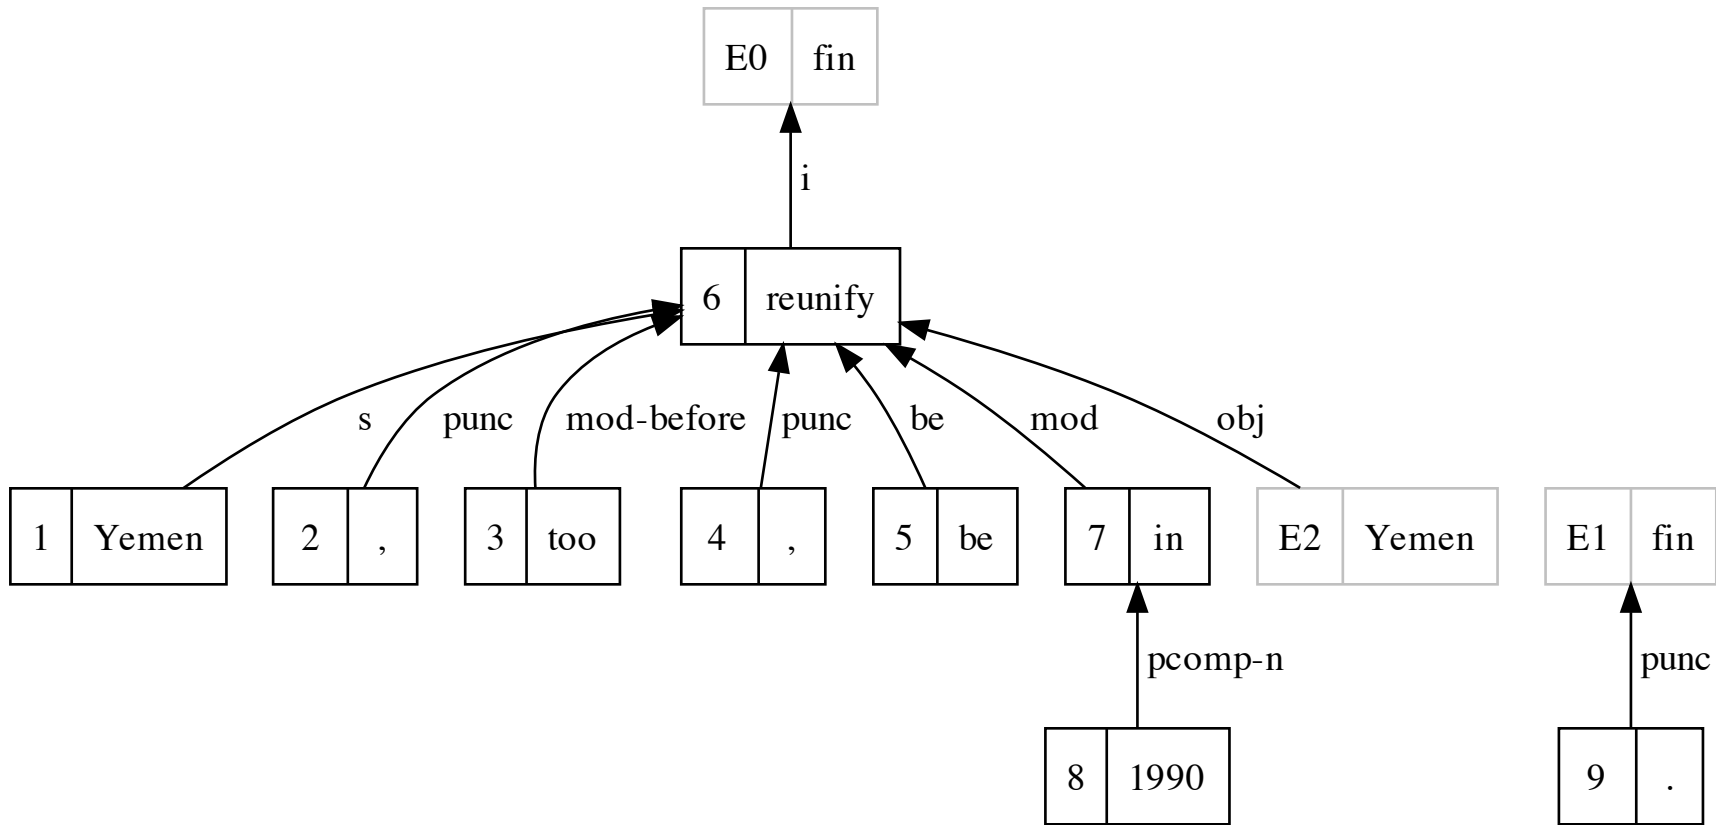 E0 fin
i
6 reunify
s punc mod-before punc be mod obj
1 Yemen 2 , 3 too 4 , 5 be 7 in E2 Yemen E1 fin
pcomp-n punc
8 1990 9 .